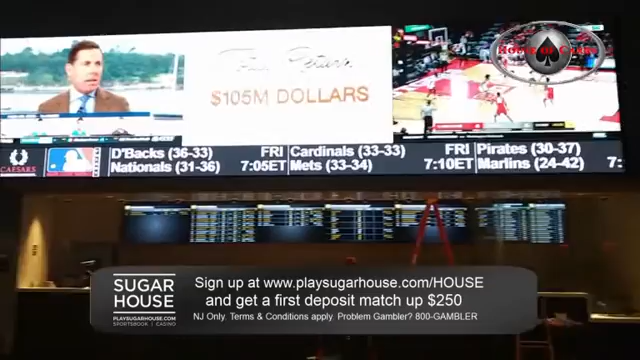 HOUSE OF CARDS
$105M DOLLARS
CAESARS
D'Backs (36-33) FRI
Nationals (31-36) 7:05ET
Cardinals (33-33) FRI
Mets (33-34) 7:10ET
Pirates (30-37)
Marlins (24-42) 7:
SUGAR
HOUSE
PLAYSUGARHOUSE.COM
SPORTSBOOK | CASINO
Sign up at www.playsugarhouse.com/HOUSE
and get a first deposit match up $250
NJ Only. Terms & Conditions apply. Problem Gambler? 800-GAMBLER